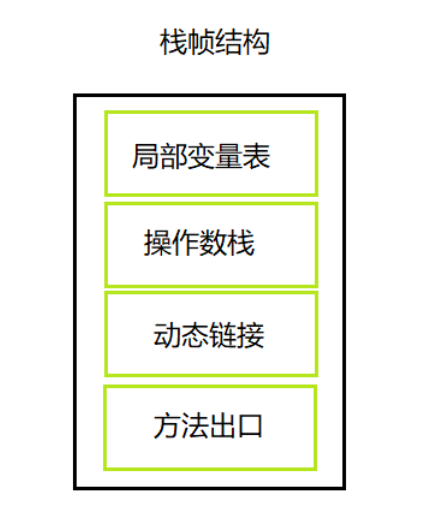 栈帧结构
局部变量表
操作数栈
动态链接
方法出口